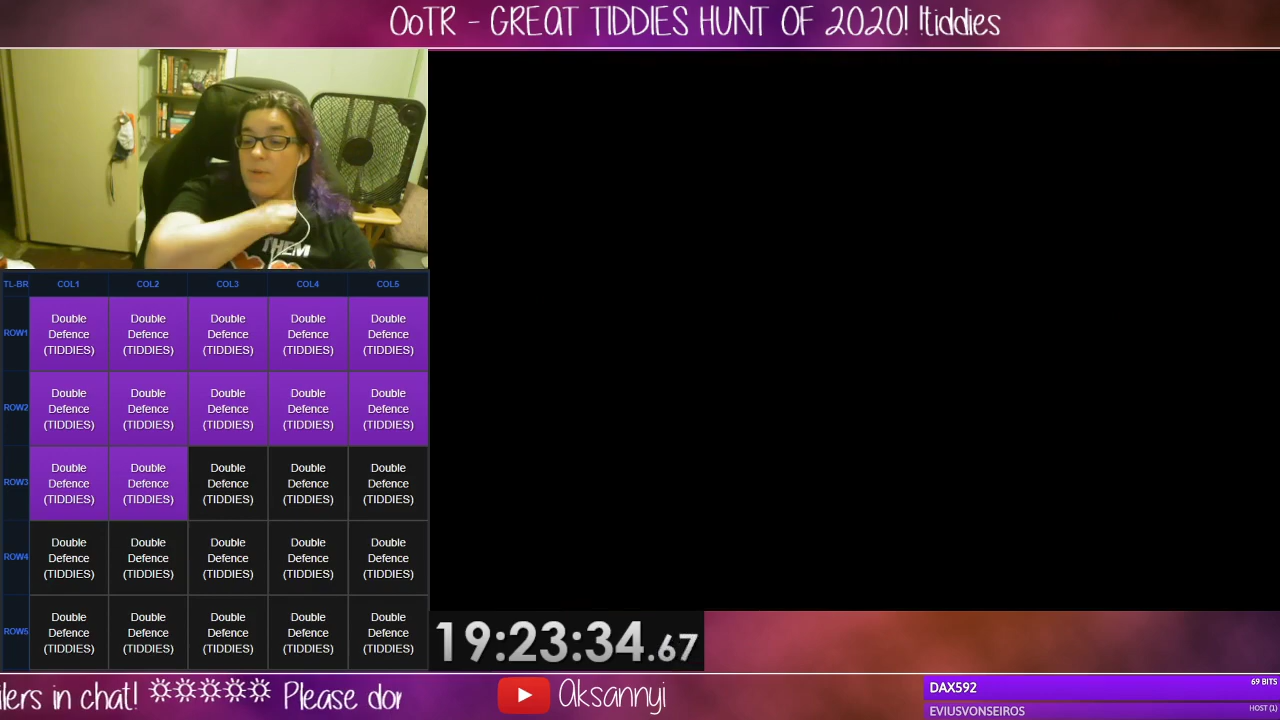 OoTR - GREAT TIDDIES HUNT OF 2020! !tiddies
THEM
TL-BR COL1 COL2 COL3 COL4 COL5
ROW1
Double Defence (TIDDIES)
Double Defence (TIDDIES)
Double Defence (TIDDIES)
Double Defence (TIDDIES)
Double Defence (TIDDIES)
ROW2
Double Defence (TIDDIES)
Double Defence (TIDDIES)
Double Defence (TIDDIES)
Double Defence (TIDDIES)
Double Defence (TIDDIES)
ROW3
Double Defence (TIDDIES)
Double Defence (TIDDIES)
Double Defence (TIDDIES)
Double Defence (TIDDIES)
Double Defence (TIDDIES)
ROW4
Double Defence (TIDDIES)
Double Defence (TIDDIES)
Double Defence (TIDDIES)
Double Defence (TIDDIES)
Double Defence (TIDDIES)
ROW5
Double Defence (TIDDIES)
Double Defence (TIDDIES)
Double Defence (TIDDIES)
Double Defence (TIDDIES)
Double Defence (TIDDIES)
19:23:34.67
ilers in chat! ☼☼☼☼☼ Please dor
Aksannyi
DAX592 69 BITS
EVIUSVONSEIROS HOST (1)